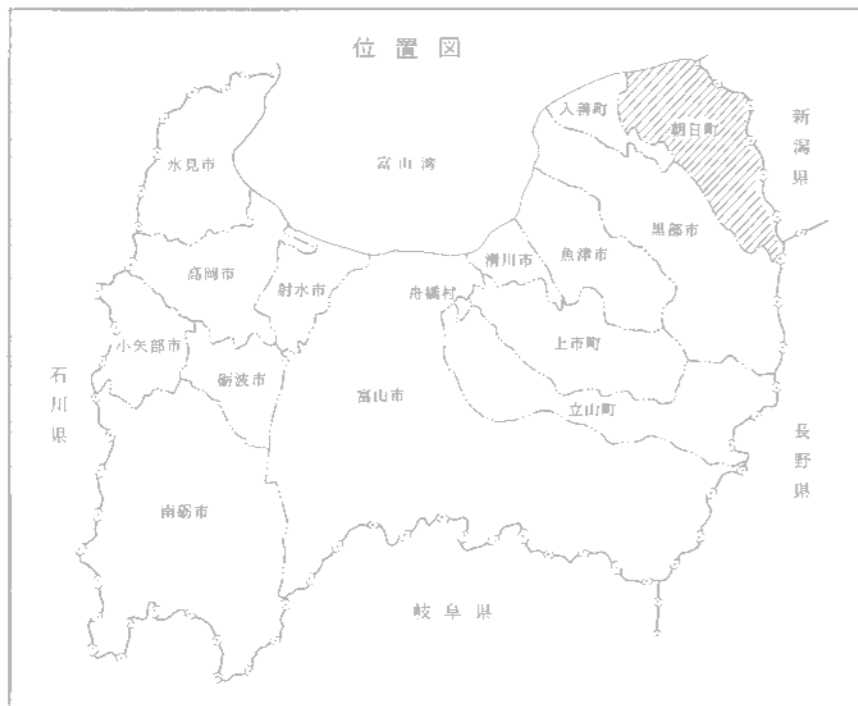 位置図
入善町
朝日町
新潟県
氷見市
富山湾
黒部市
魚津市
滑川市
高岡市
射水市
舟橋村
上市町
小矢部市
砺波市
富山市
立山町
石川県
長野県
南砺市
岐阜県